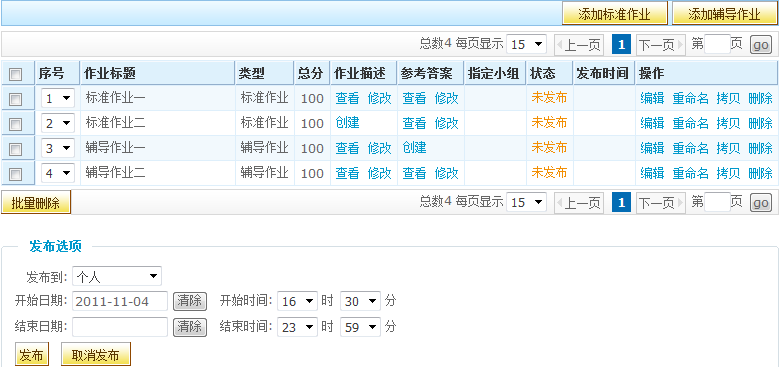 添加标准作业 添加辅导作业
总数4 每页显示 15 上一页 1 下一页 第 页 go
序号 作业标题 类型 总分 作业描述 参考答案 指定小组 状态 发布时间 操作
1 标准作业一 标准作业 100 查看 修改 查看 修改 未发布 编辑 重命名 拷贝 删除
2 标准作业二 标准作业 100 创建 查看 修改 未发布 编辑 重命名 拷贝 删除
3 辅导作业一 辅导作业 100 查看 修改 创建 未发布 编辑 重命名 拷贝 删除
4 辅导作业二 辅导作业 100 查看 修改 查看 修改 未发布 编辑 重命名 拷贝 删除
批量删除 总数4 每页显示 15 上一页 1 下一页 第 页 go
发布选项
发布到: 个人
开始日期: 2011-11-04 清除 开始时间: 16 时 30 分
结束日期: 清除 结束时间: 23 时 59 分
发布 取消发布